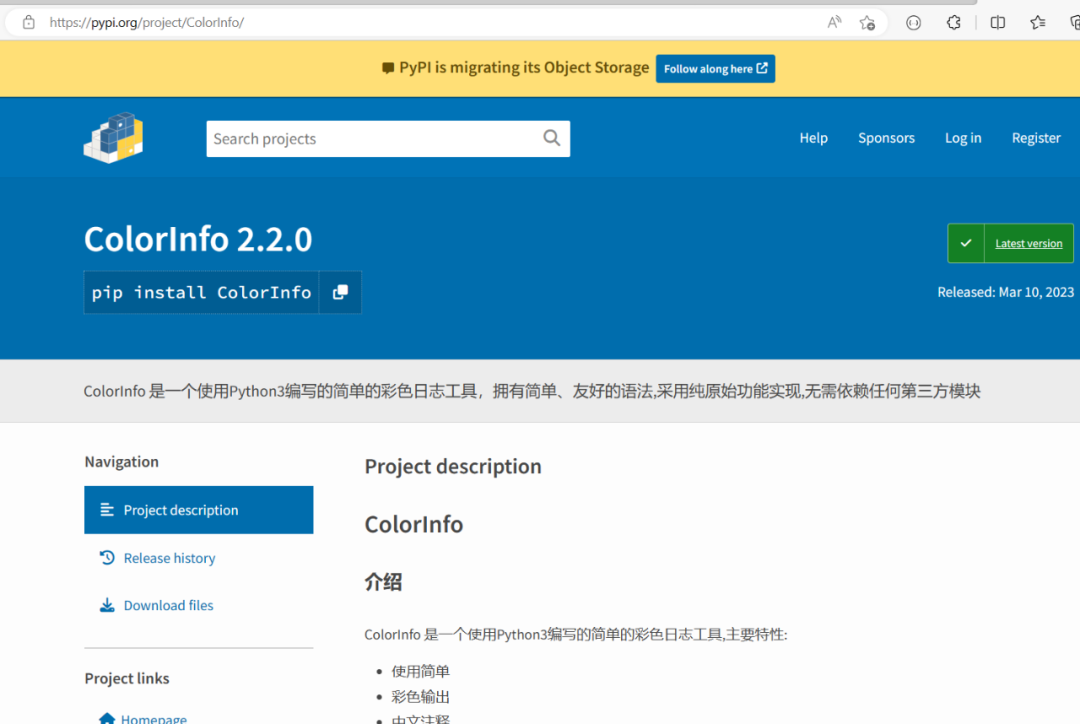 https://pypi.org/project/ColorInfo/
PyPI is migrating its Object Storage Follow along here
Search projects
Help Sponsors Log in Register
ColorInfo 2.2.0
Latest version
pip install ColorInfo
Released: Mar 10, 2023
ColorInfo 是一个使用Python3编写的简单的彩色日志工具，拥有简单、友好的语法,采用纯原始功能实现,无需依赖任何第三方模块
Navigation
Project description
Release history
Download files
Project links
Homepage
Project description
ColorInfo
介绍
ColorInfo 是一个使用Python3编写的简单的彩色日志工具,主要特性:
使用简单
彩色输出
中文注释